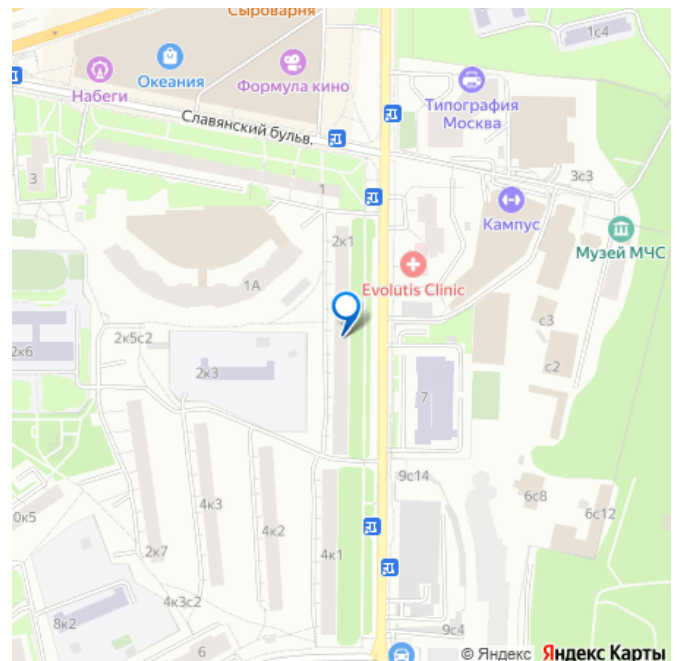 Сыроварня
1с4
Океания
Формула кино
Набеги
Типография
Москва
Славянский бульв.
3
1
3с3
Кампус
2к1
Музей МЧС
Evolutis Clinic
1А
с3
2к5с2
2к6
2к3
с2
7
9с14
6с8
6с12
0к5
4к3
4к2
2к7
4к1
4к3с2
8к2
9с4
6
© Яндекс Яндекс Карты